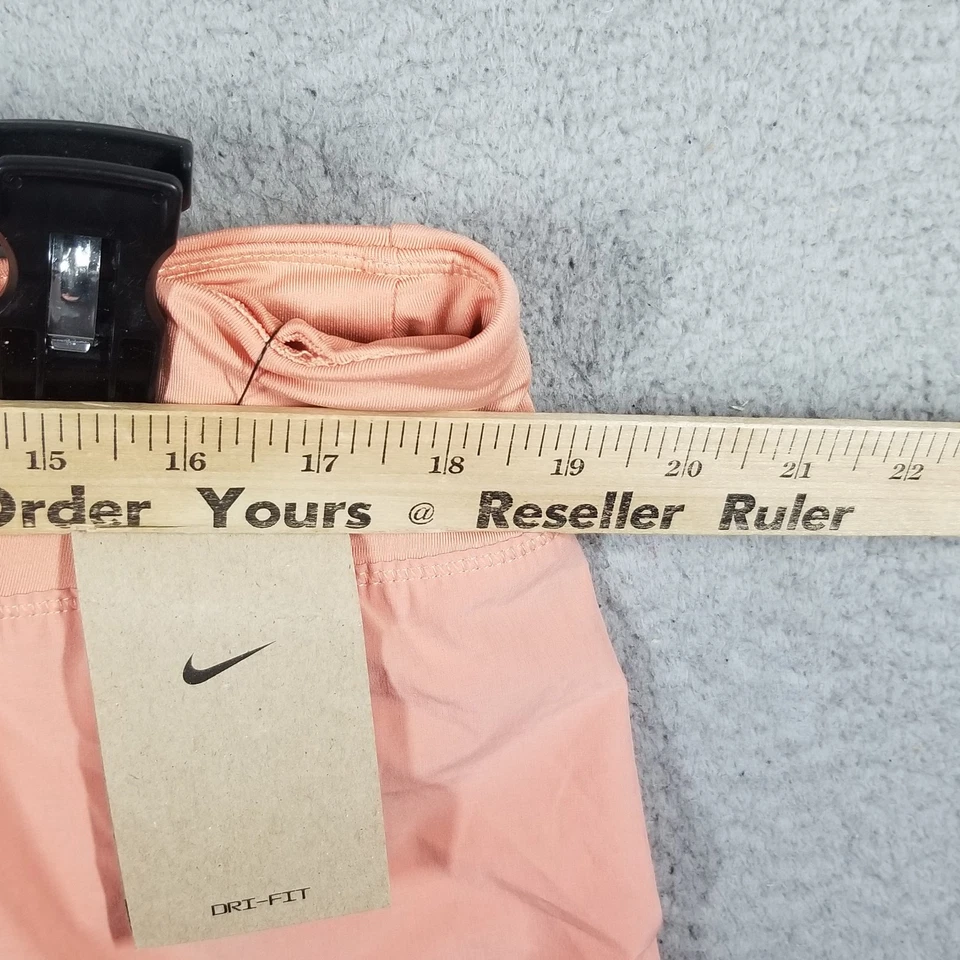 15 16 17 18 19 20 21 22
Order Yours @ Reseller Ruler
DRI-FIT